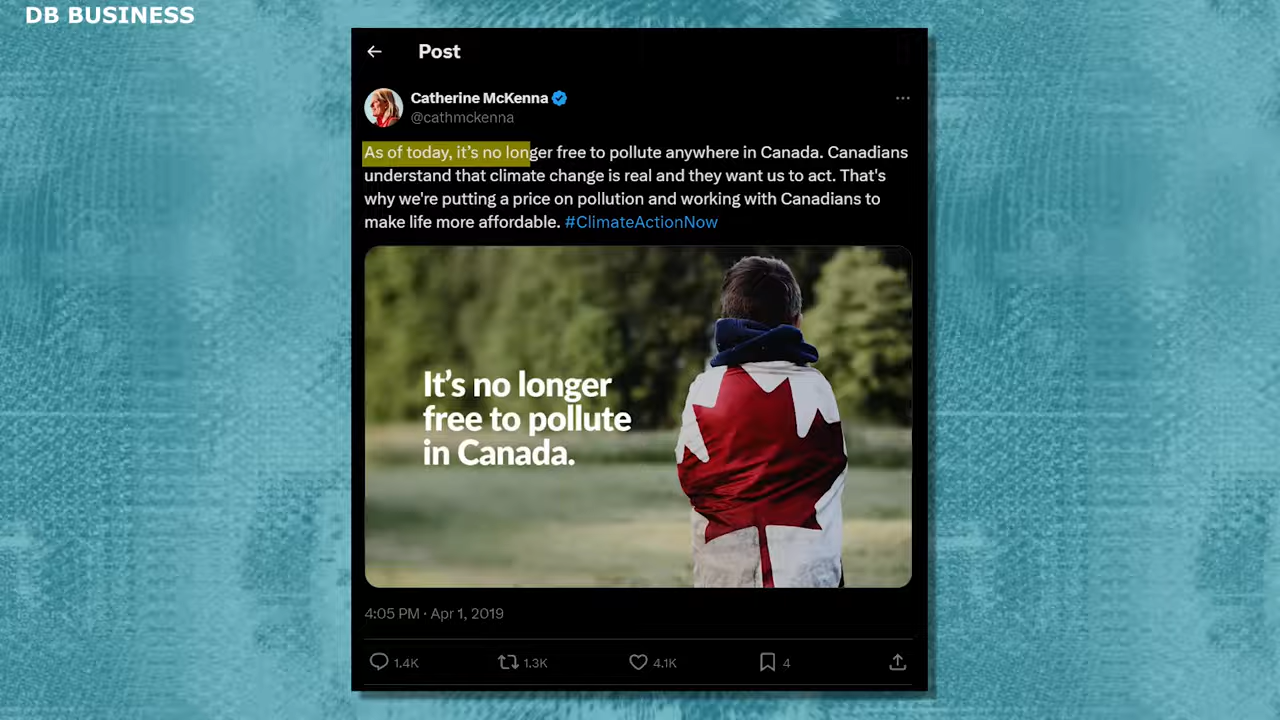 DB BUSINESS
Post
Catherine McKenna
@cathmckenna
As of today, it's no longer free to pollute anywhere in Canada. Canadians
understand that climate change is real and they want us to act. That's
why we're putting a price on pollution and working with Canadians to
make life more affordable. #ClimateActionNow
It's no longer
free to pollute
in Canada.
4:05 PM · Apr 1, 2019
1.4K 1.3K 4.1K 4